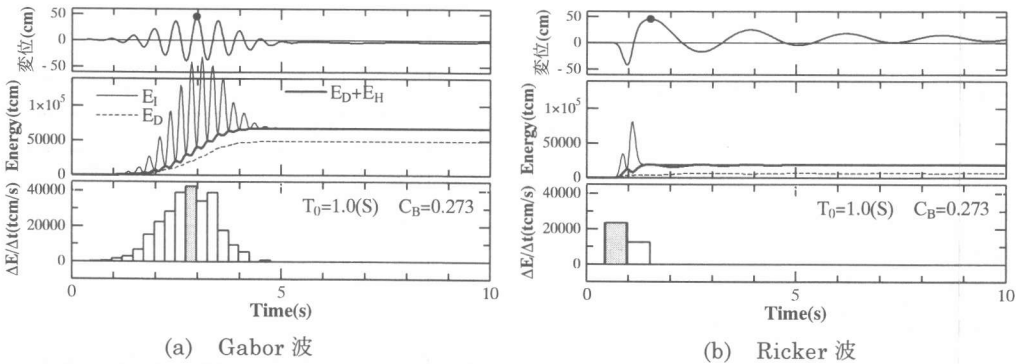 変位(cm)
50
0
- 50
Energy(tcm)
1×10⁵
50000
0
E_I
E_D
E_D+E_H
ΔE/Δt(tcm/s)
40000
20000
0
T₀=1.0(S) C_B=0.273
0 5 10
Time(s)
(a) Gabor 波
変位(cm)
50
0
- 50
Energy(tcm)
1×10⁵
50000
0
ΔE/Δt(tcm/s)
40000
20000
0
T₀=1.0(S) C_B=0.273
0 5 10
Time(s)
(b) Ricker 波